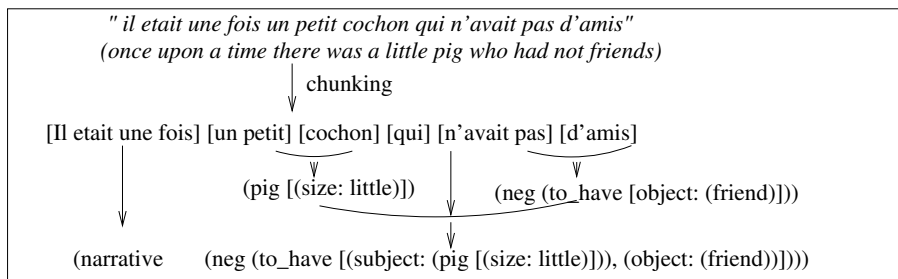 " il etait une fois un petit cochon qui n'avait pas d'amis"
(once upon a time there was a little pig who had not friends)
chunking
[Il etait une fois] [un petit] [cochon] [qui] [n'avait pas] [d'amis]
(pig [(size: little)]) (neg (to_have [object: (friend)]))
(narrative (neg (to_have [(subject: (pig [(size: little)])), (object: (friend))])))